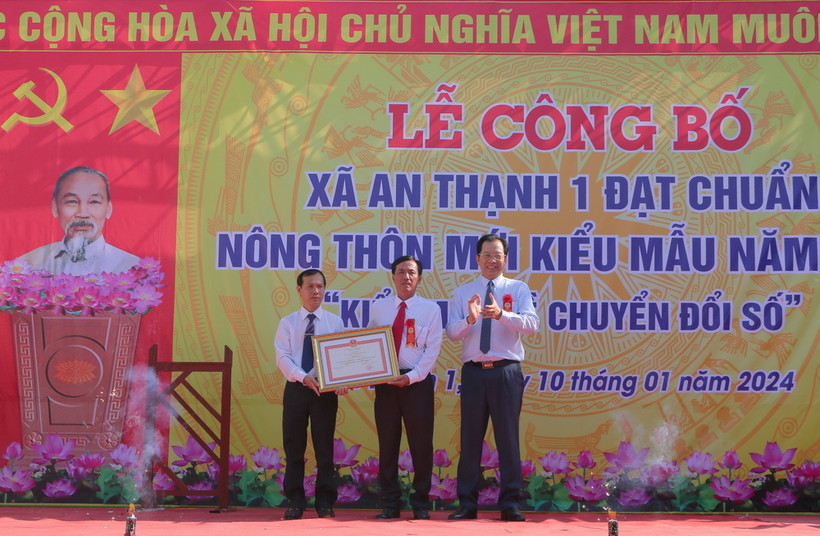 CỘNG HÒA XÃ HỘI CHỦ NGHĨA VIỆT NAM MUÔN
LỄ CÔNG BỐ
XÃ AN THẠNH 1 ĐẠT CHUẨN
NÔNG THÔN MỚI KIỂU MẪU NĂM
CHUYỂN ĐỔI SỐ”
10 tháng 01 năm 2024